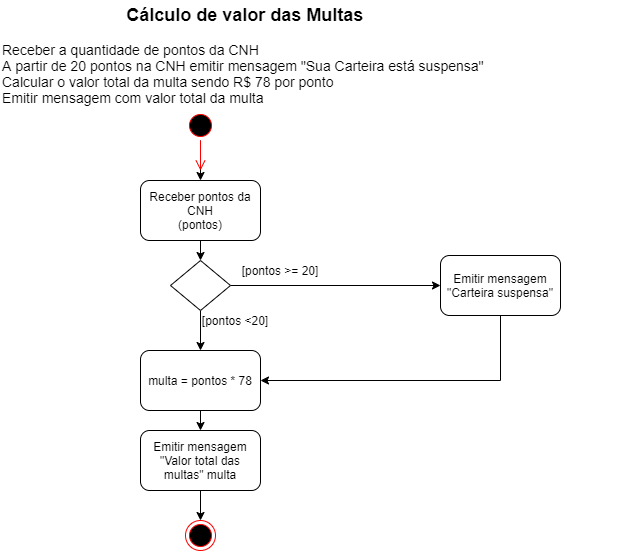 Cálculo de valor das Multas
Receber a quantidade de pontos da CNH
A partir de 20 pontos na CNH emitir mensagem "Sua Carteira está suspensa"
Calcular o valor total da multa sendo R$ 78 por ponto
Emitir mensagem com valor total da multa
Receber pontos da
CNH
(pontos)
[pontos >= 20]
Emitir mensagem
"Carteira suspensa"
[pontos <20]
multa = pontos * 78
Emitir mensagem
"Valor total das
multas" multa